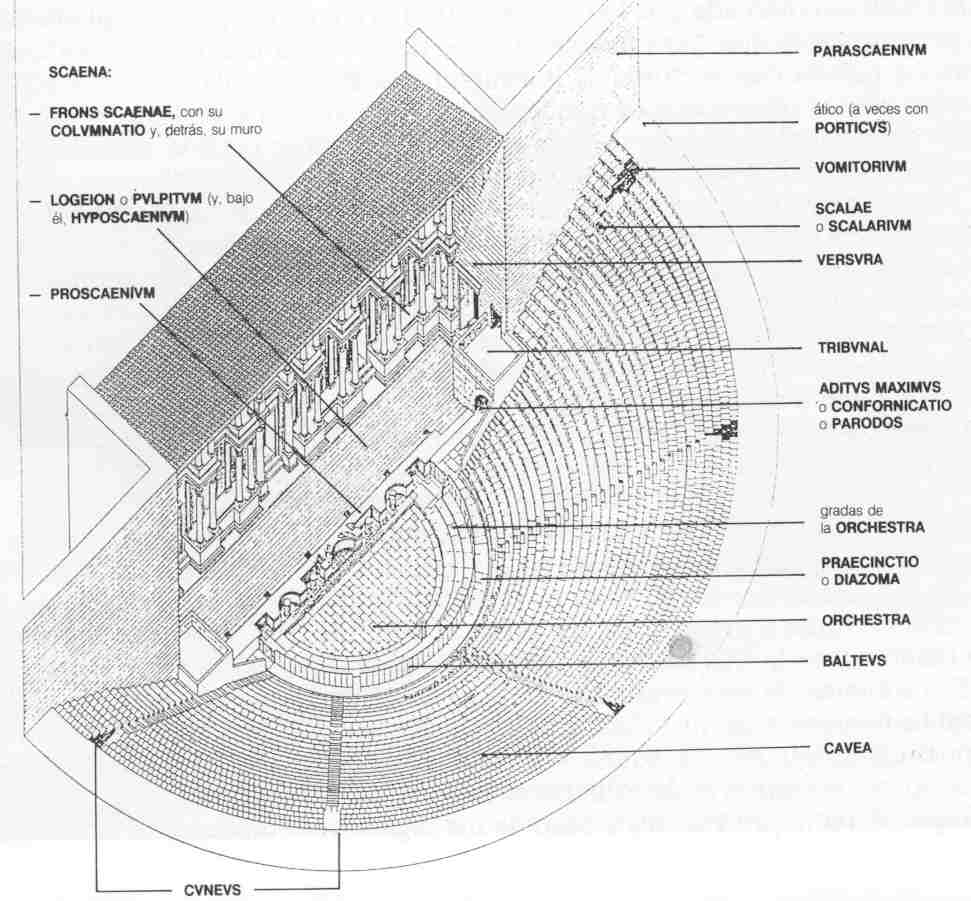 SCAENA:
— FRONS SCAENAE, con su
COLVMNATIO y, detrás, su muro
— LOGEION o PVLPITVM (y, bajo
él, HYPOSCAENIVM)
— PROSCAENIVM
PARASCAENIVM
ático (a veces con
PORTICVS)
VOMITORIVM
SCALAE
o SCALARIVM
VERSVRA
TRIBVNAL
ADITVS MAXIMVS
o CONFORNICATIO
o PARODOS
gradas de
la ORCHESTRA
PRAECINCTIO
o DIAZOMA
ORCHESTRA
BALTEVS
CAVEA
CVNEVS